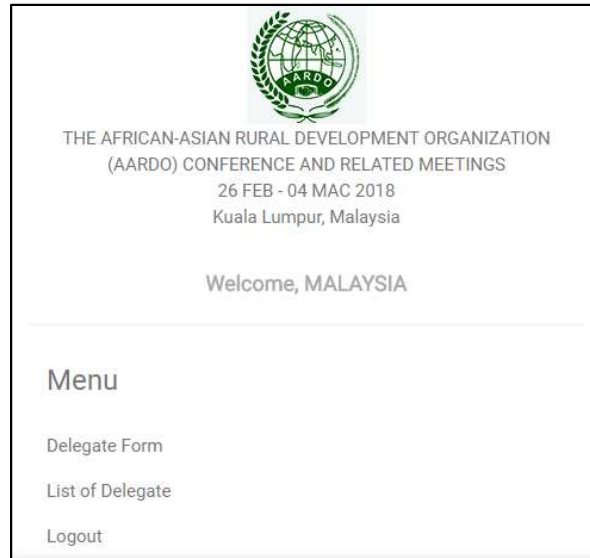 AARDO
THE AFRICAN-ASIAN RURAL DEVELOPMENT ORGANIZATION
(AARDO) CONFERENCE AND RELATED MEETINGS
26 FEB - 04 MAC 2018
Kuala Lumpur, Malaysia
Welcome, MALAYSIA
Menu
Delegate Form
List of Delegate
Logout